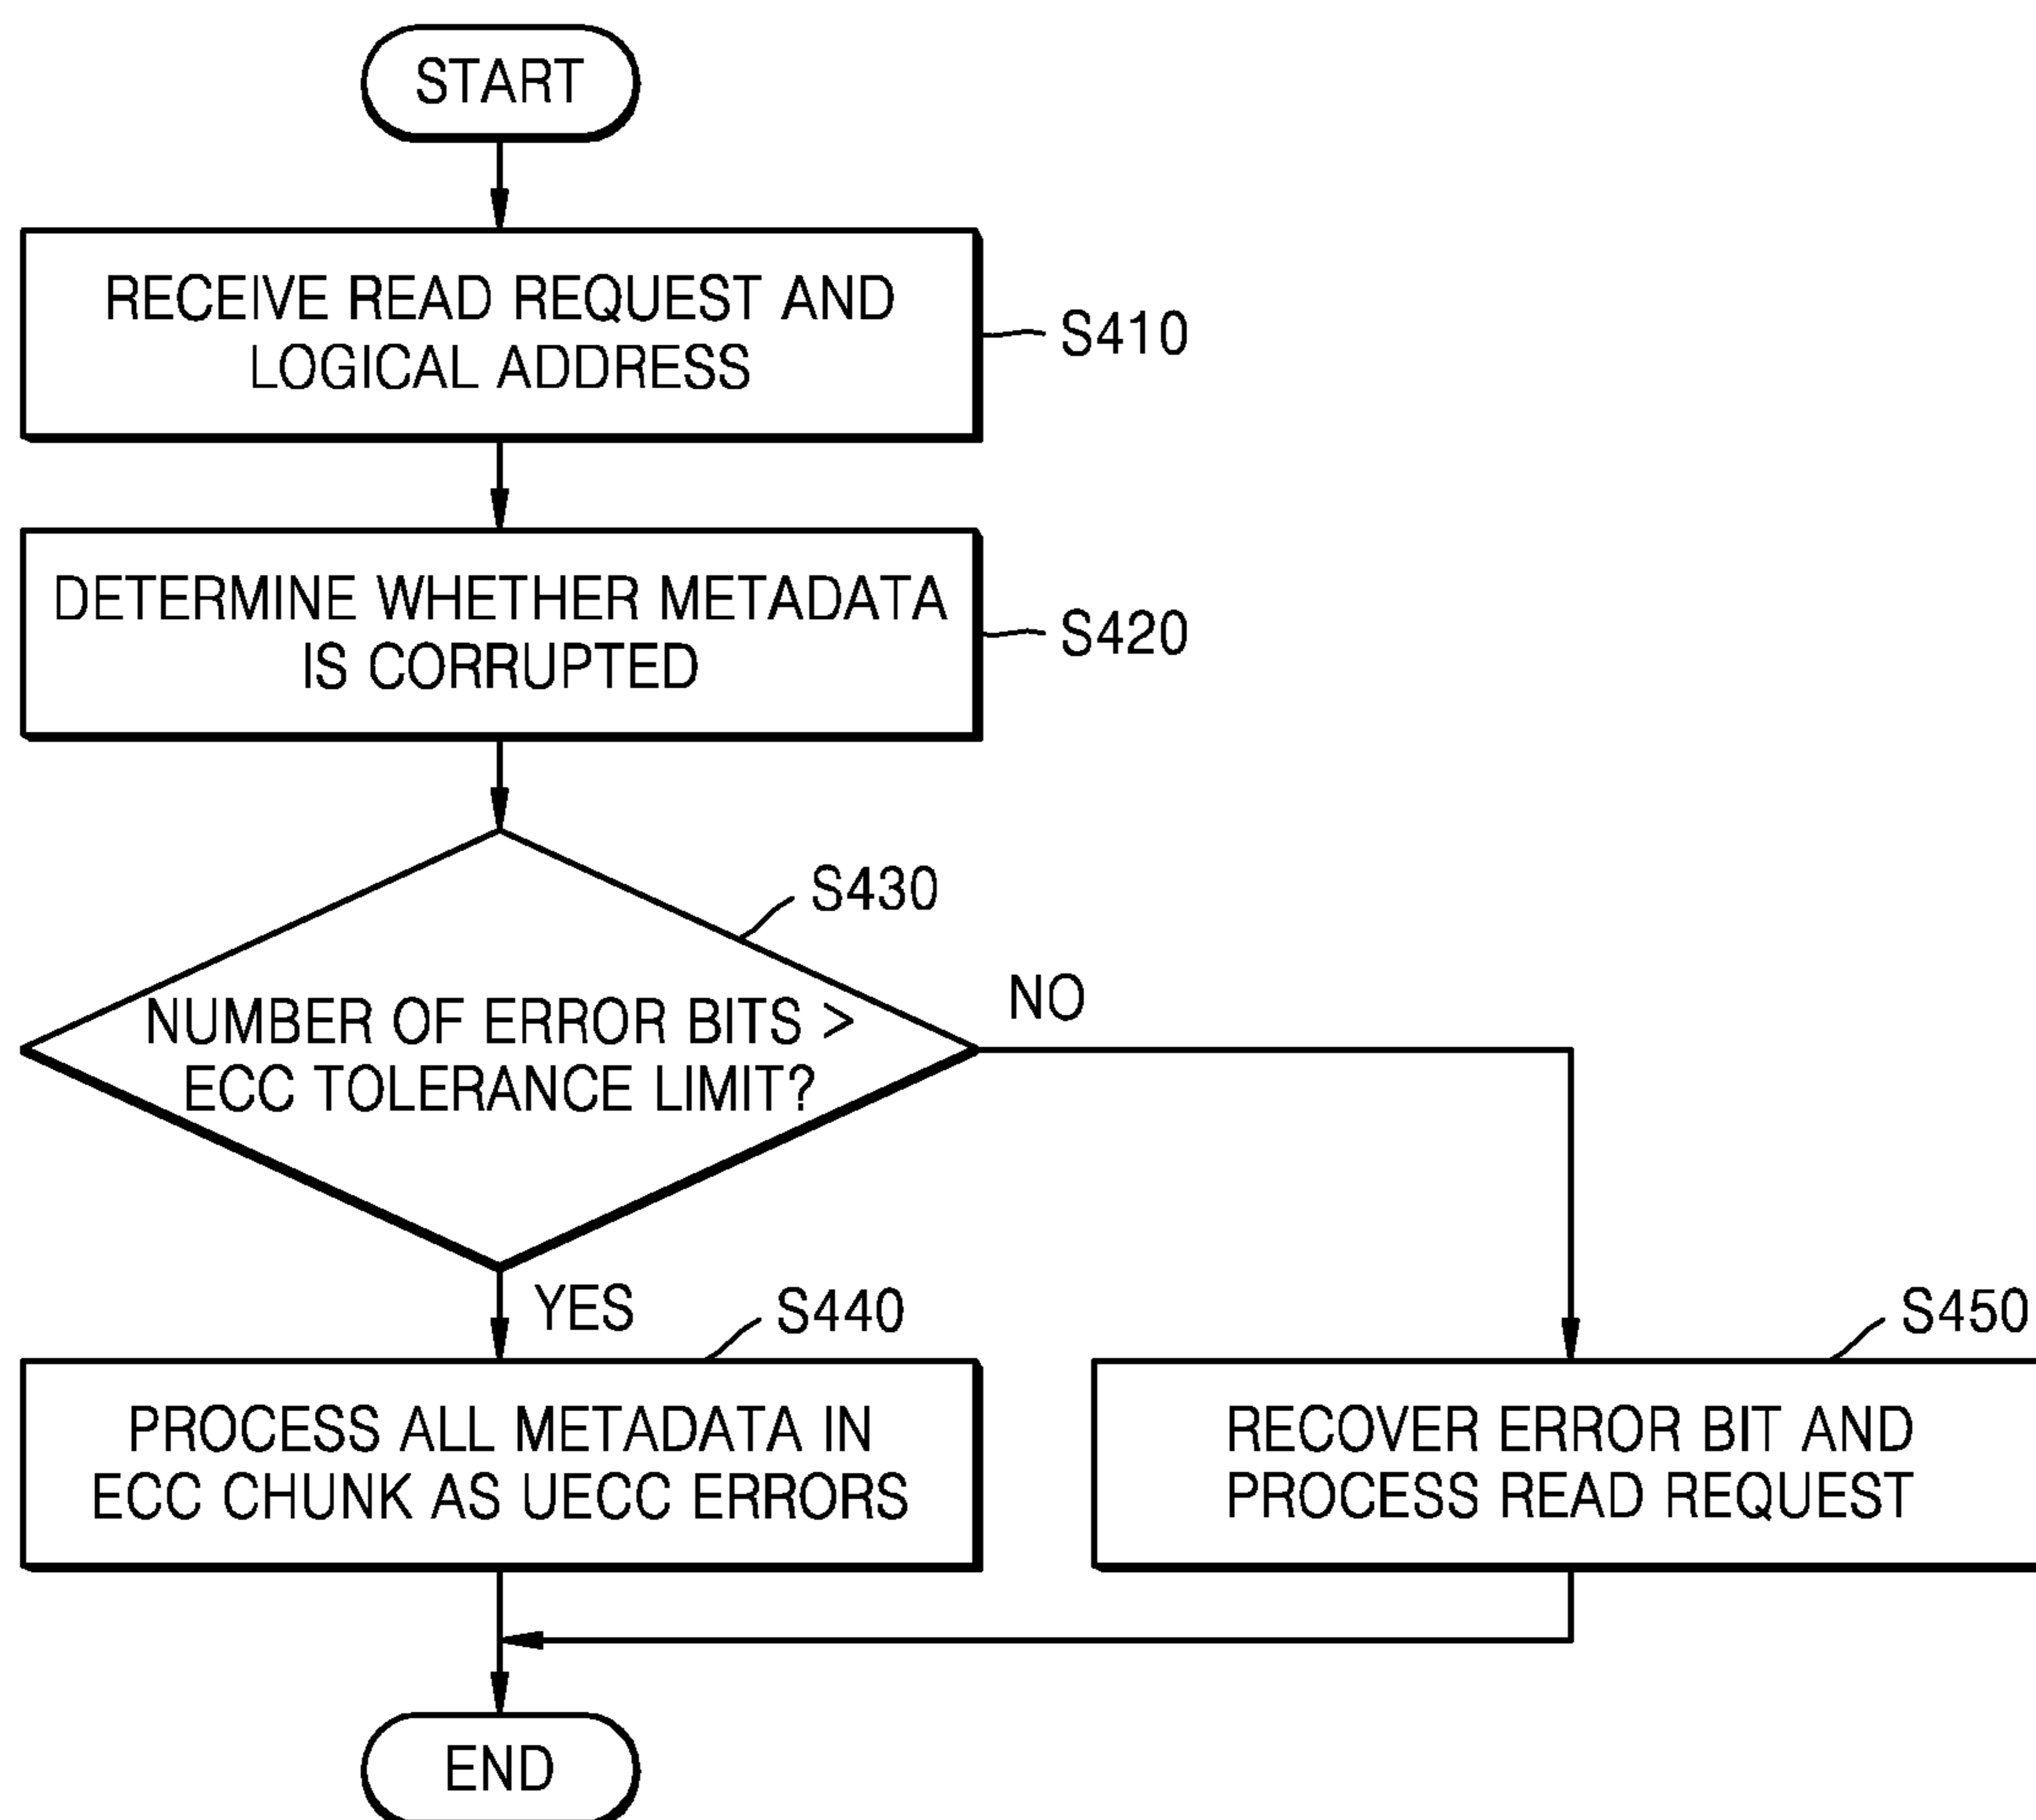 START
RECEIVE READ REQUEST AND
LOGICAL ADDRESS
S410
DETERMINE WHETHER METADATA
IS CORRUPTED
S420
S430
NUMBER OF ERROR BITS >
ECC TOLERANCE LIMIT?
NO
YES
S440
PROCESS ALL METADATA IN
ECC CHUNK AS UECC ERRORS
S450
RECOVER ERROR BIT AND
PROCESS READ REQUEST
END